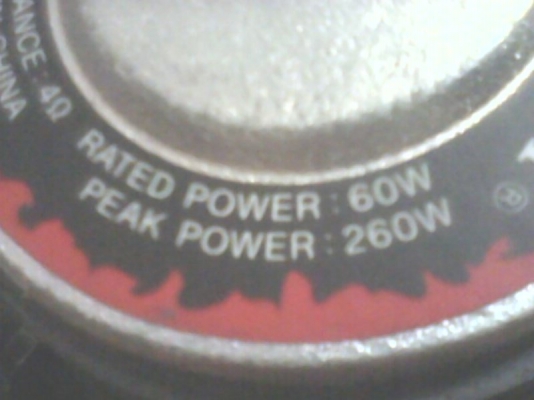 ANCE: 4Ω
CHINA
RATED POWER: 60W
PEAK POWER: 260W
®